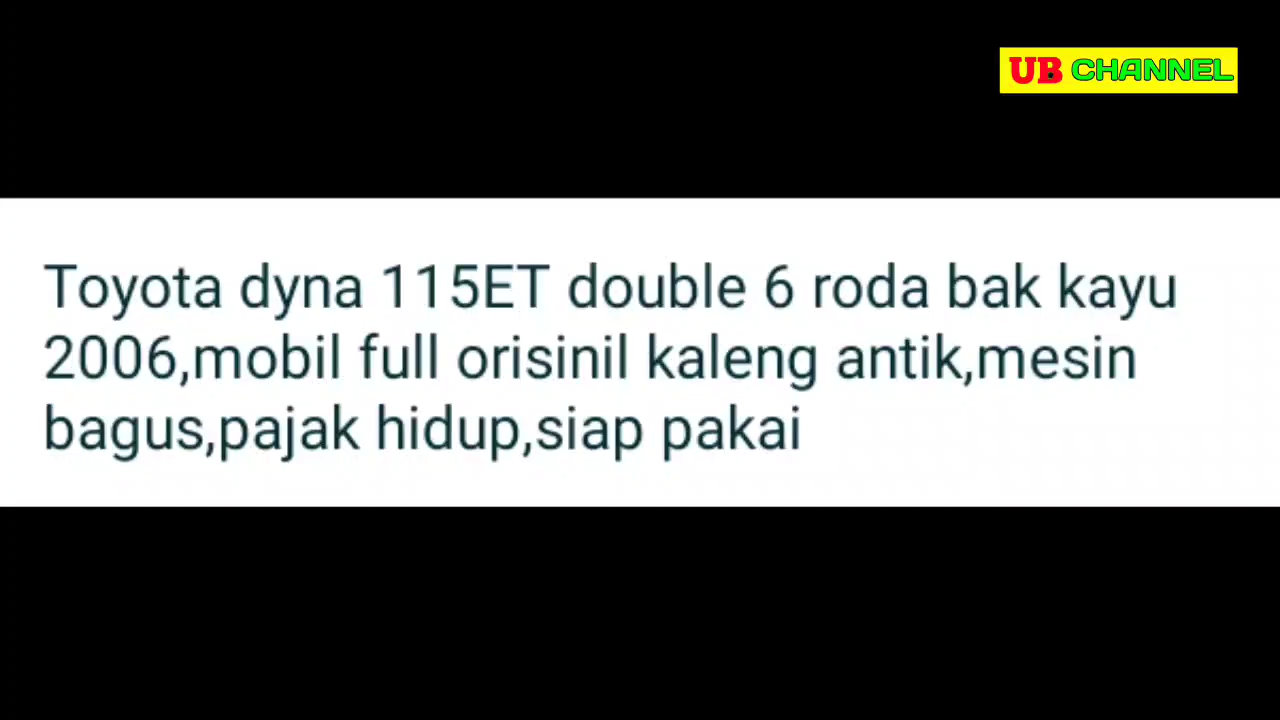 UB CHANNEL
Toyota dyna 115ET double 6 roda bak kayu
2006,mobil full orisinil kaleng antik,mesin
bagus,pajak hidup,siap pakai